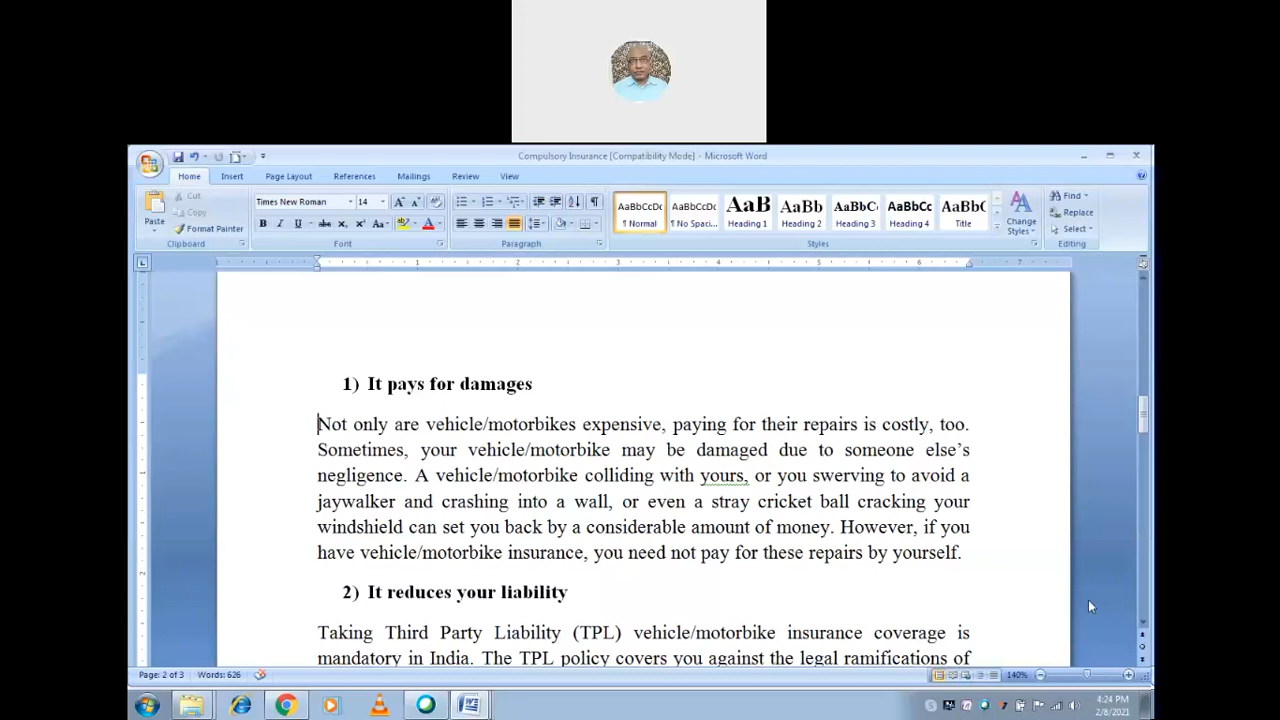 Compulsory Insurance [Compatibility Mode] - Microsoft Word
Home Insert Page Layout References Mailings Review View
Paste
Cut
Copy
Format Painter
Clipboard
Times New Roman 14
Font
Paragraph
AaBbCcDc AaBbCcDc AaB AaBb AaBbC AaBbCc AaBbC
¶ Normal ¶ No Spaci... Heading 1 Heading 2 Heading 3 Heading 4 Title
Change
Styles
Styles
Find
Replace
Select
Editing
1 2 3 4 5 6 7
1) It pays for damages
Not only are vehicle/motorbikes expensive, paying for their repairs is costly, too.
Sometimes, your vehicle/motorbike may be damaged due to someone else’s
negligence. A vehicle/motorbike colliding with yours, or you swerving to avoid a
jaywalker and crashing into a wall, or even a stray cricket ball cracking your
windshield can set you back by a considerable amount of money. However, if you
have vehicle/motorbike insurance, you need not pay for these repairs by yourself.
2) It reduces your liability
Taking Third Party Liability (TPL) vehicle/motorbike insurance coverage is
mandatory in India. The TPL policy covers you against the legal ramifications of
Page: 2 of 3 Words: 626 140%
4:24 PM
2/8/2021